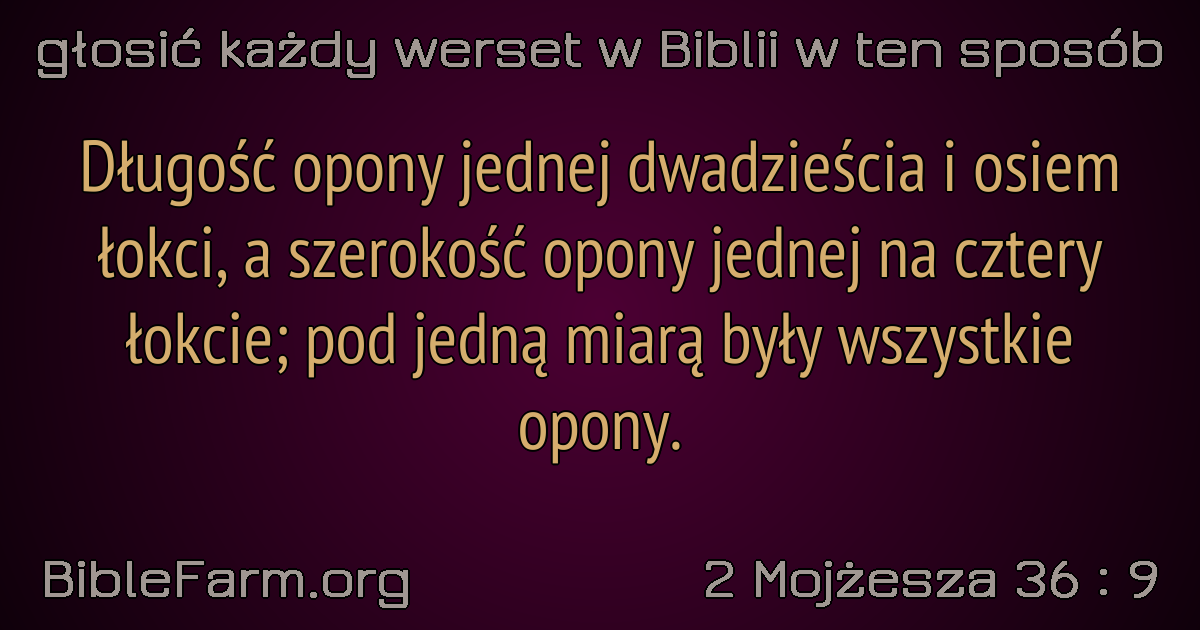 głosić każdy werset w Biblii w ten sposób
Długość opony jednej dwadzieścia i osiem
łokci, a szerokość opony jednej na cztery
łokcie; pod jedną miarą były wszystkie
opony.
BibleFarm.org
2 Mojżesza 36 : 9